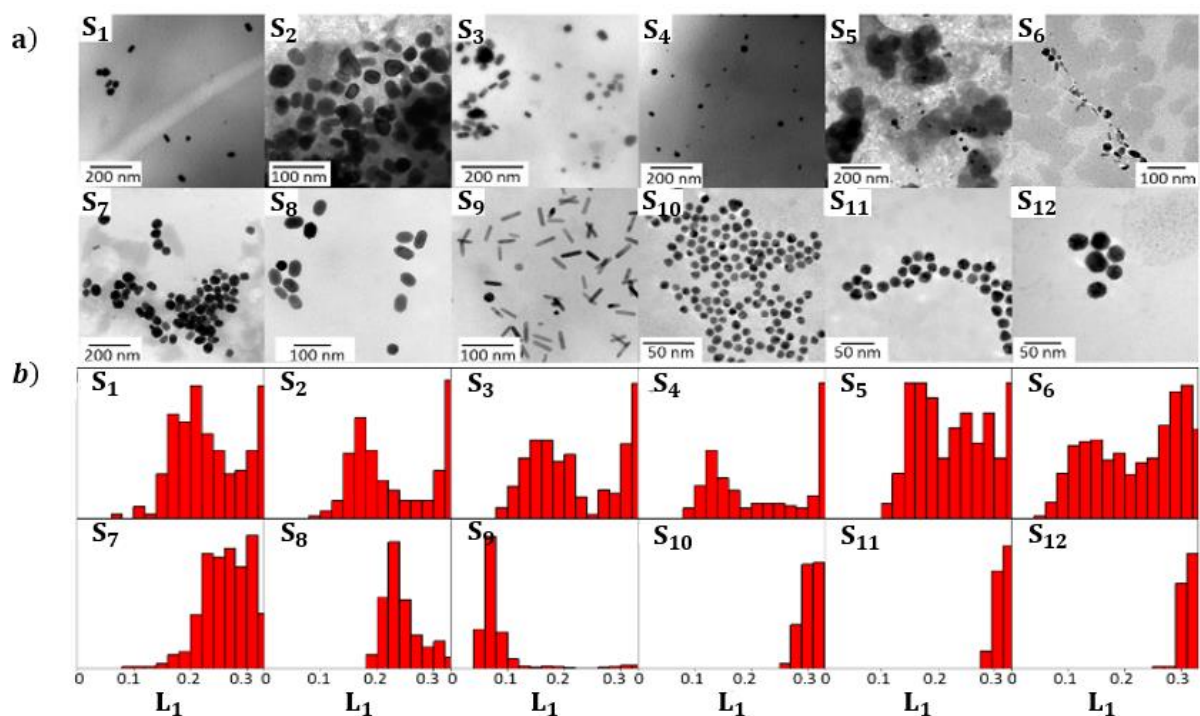 a)
S1 S2 S3 S4 S5 S6
200 nm 100 nm 200 nm 200 nm 200 nm 100 nm
S7 S8 S9 S10 S11 S12
200 nm 100 nm 100 nm 50 nm 50 nm 50 nm
b)
S1 S2 S3 S4 S5 S6
S7 S8 S9 S10 S11 S12
0 0.1 0.2 0.3 0 0.1 0.2 0.3 0 0.1 0.2 0.3 0 0.1 0.2 0.3 0 0.1 0.2 0.3 0 0.1 0.2 0.3
L1 L1 L1 L1 L1 L1